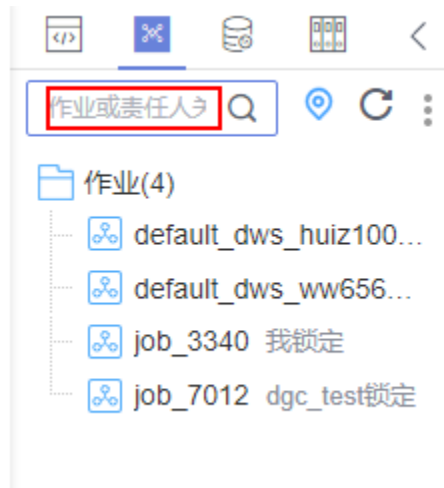 作业或责任人关
作业(4)
default_dws_huiz100...
default_dws_ww656...
job_3340 我锁定
job_7012 dgc_test锁定